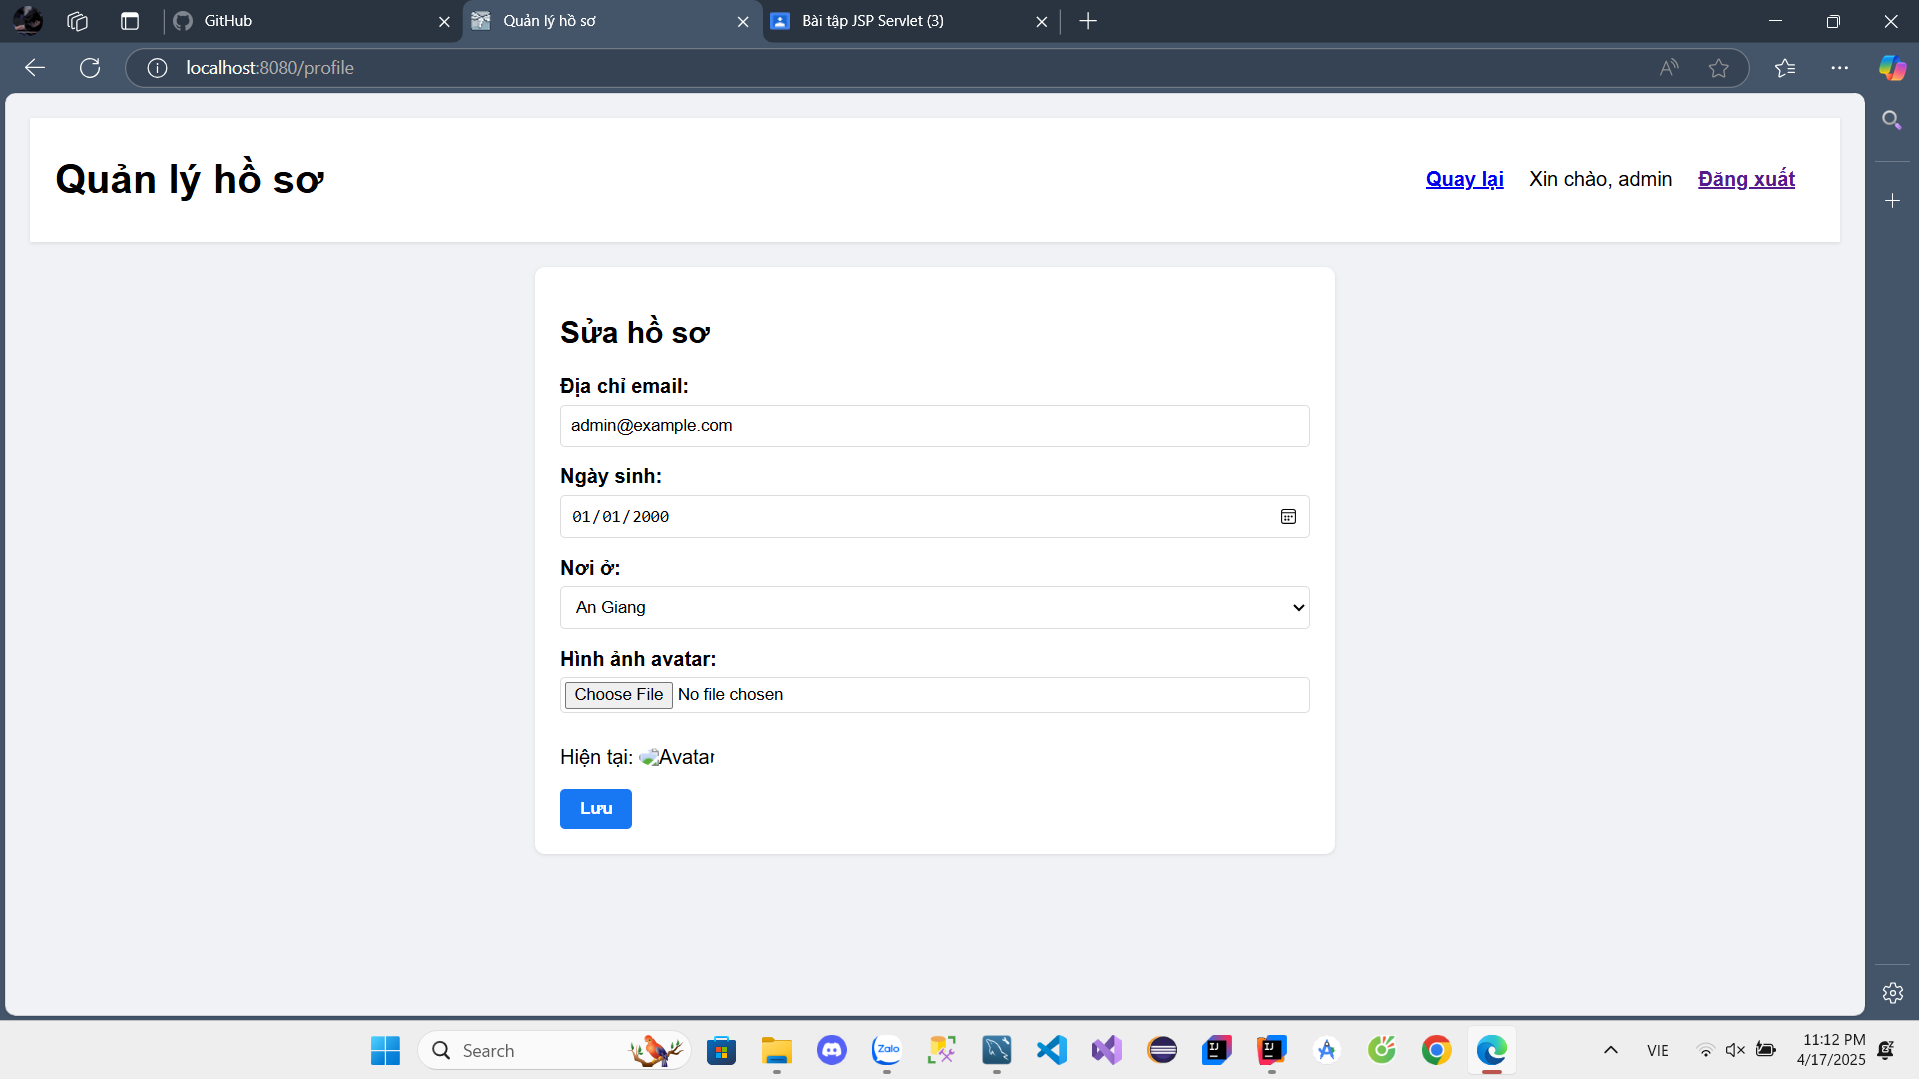 GitHub
Quản lý hồ sơ
Bài tập JSP Servlet (3)
localhost:8080/profile
Quản lý hồ sơ
Quay lại
Xin chào, admin
Đăng xuất
Sửa hồ sơ
Địa chỉ email:
admin@example.com
Ngày sinh:
01/01/2000
Nơi ở:
An Giang
Hình ảnh avatar:
Choose File No file chosen
Hiện tại: Avatar
Lưu
Search
Zalo
VIE
11:12 PM
4/17/2025